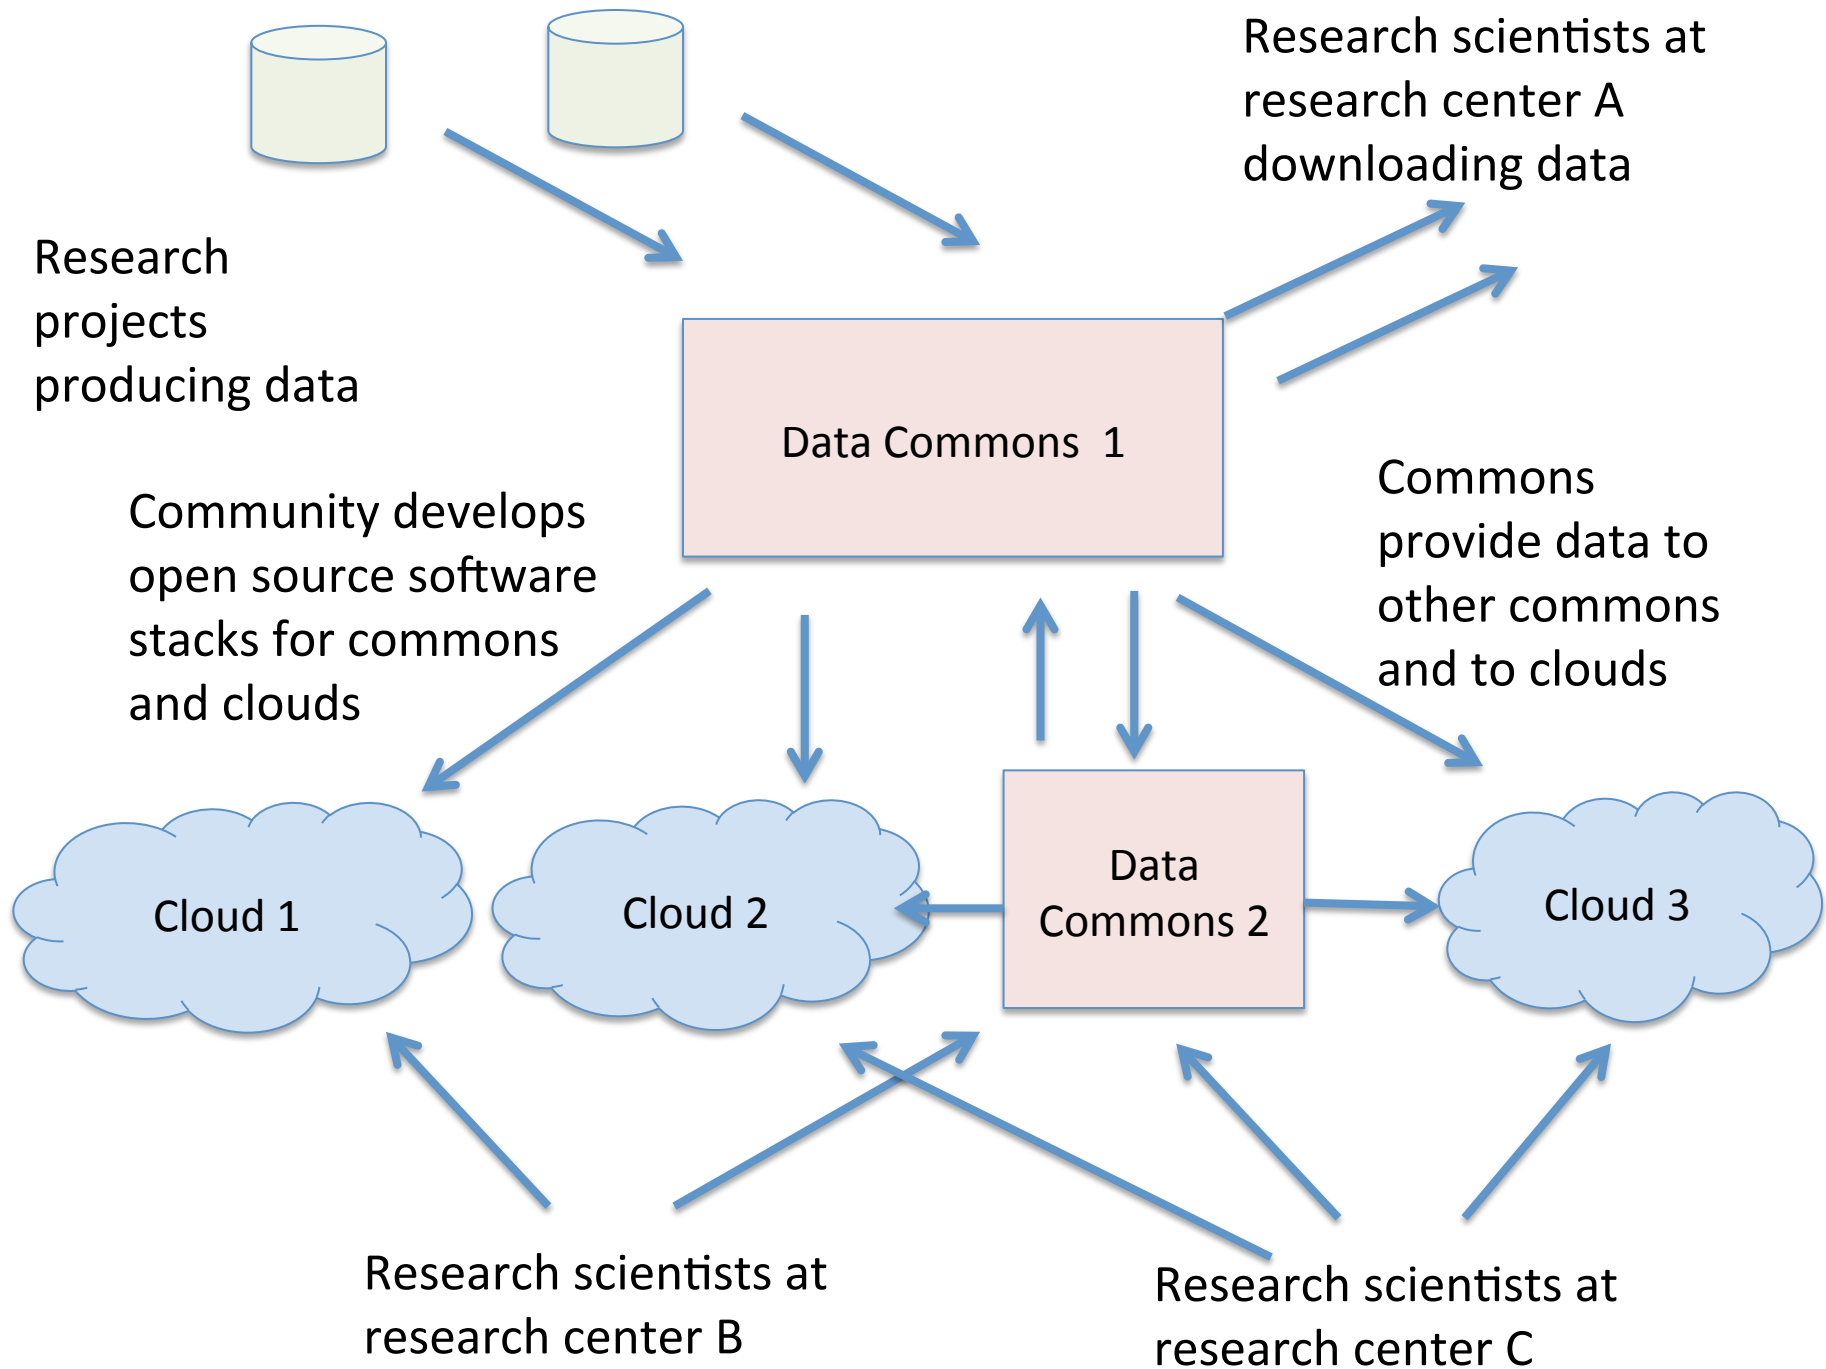 Research scientists at
research center A
downloading data
Research
projects
producing data
Data Commons  1
Community develops
open source software
stacks for commons
and clouds
Commons
provide data to
other commons
and to clouds
Cloud 1
Cloud 2
Data
Commons 2
Cloud 3
Research scientists at
research center B
Research scientists at
research center C